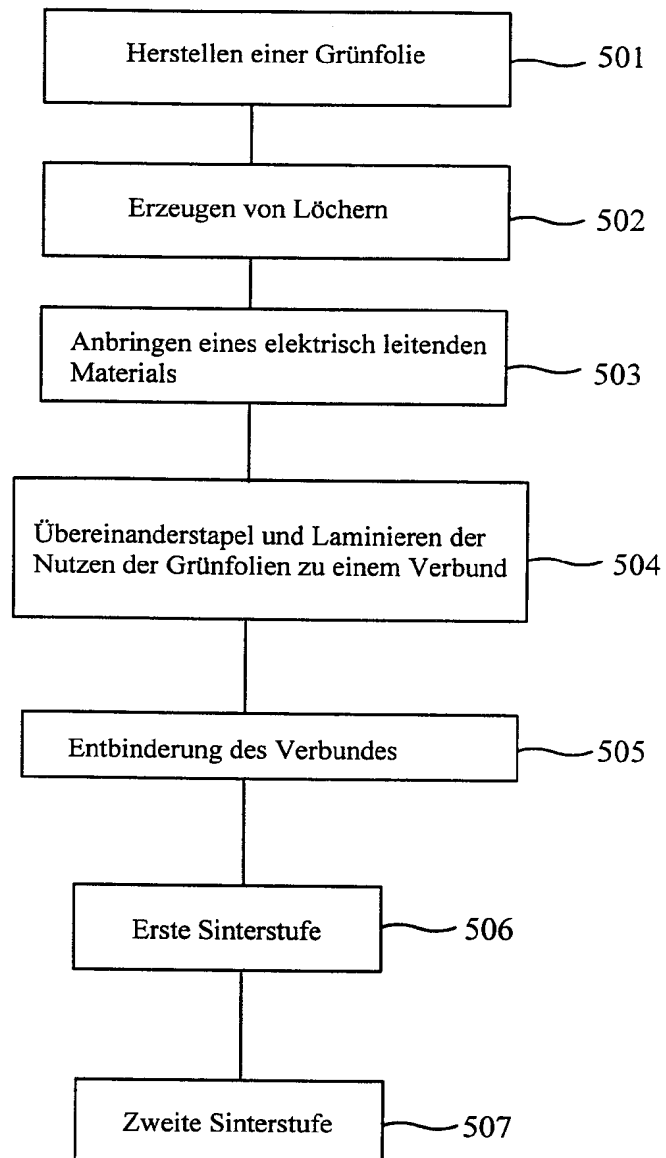 Herstellen einer Grünfolie
501
Erzeugen von Löchern
502
Anbringen eines elektrisch leitenden
Materials
503
Übereinanderstapel und Laminieren der
Nutzen der Grünfolien zu einem Verbund
504
Entbinderung des Verbundes
505
Erste Sinterstufe
506
Zweite Sinterstufe
507